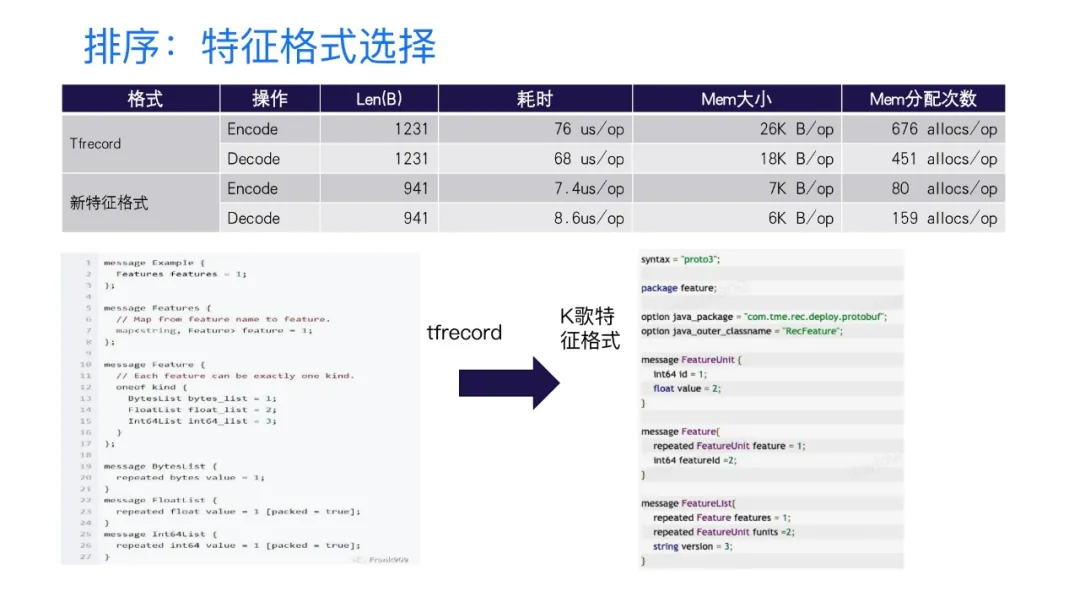 排序：特征格式选择
格式 操作 Len(B) 耗时 Mem大小 Mem分配次数
Tfrecord Encode 1231 76 us/op 26K B/op 676 allocs/op
Decode 1231 68 us/op 18K B/op 451 allocs/op
新特征格式 Encode 941 7.4us/op 7K B/op 80 allocs/op
Decode 941 8.6us/op 6K B/op 159 allocs/op
1 message Example {
2 Features features = 1;
3 };
4
5 message Features {
6 // Map from feature name to feature.
7 map<string, Feature> feature = 1;
8 };
9
10 message Feature {
11 // Each feature can be exactly one kind.
12 oneof kind {
13 BytesList bytes_list = 1;
14 FloatList float_list = 2;
15 Int64List int64_list = 3;
16 }
17 };
18
19 message BytesList {
20 repeated bytes value = 1;
21 }
22 message FloatList {
23 repeated float value = 1 [packed = true];
24 }
25 message Int64List {
26 repeated int64 value = 1 [packed = true];
27 }
tfrecord
K歌特
征格式
syntax = "proto3";
package feature;
option java_package = "com.tme.rec.deploy.protobuf";
option java_outer_classname = "RecFeature";
message FeatureUnit {
int64 id = 1;
float value = 2;
}
message Feature{
repeated FeatureUnit feature = 1;
int64 featureId =2;
}
message FeatureList{
repeated Feature features = 1;
repeated FeatureUnit funits =2;
string version = 3;
}